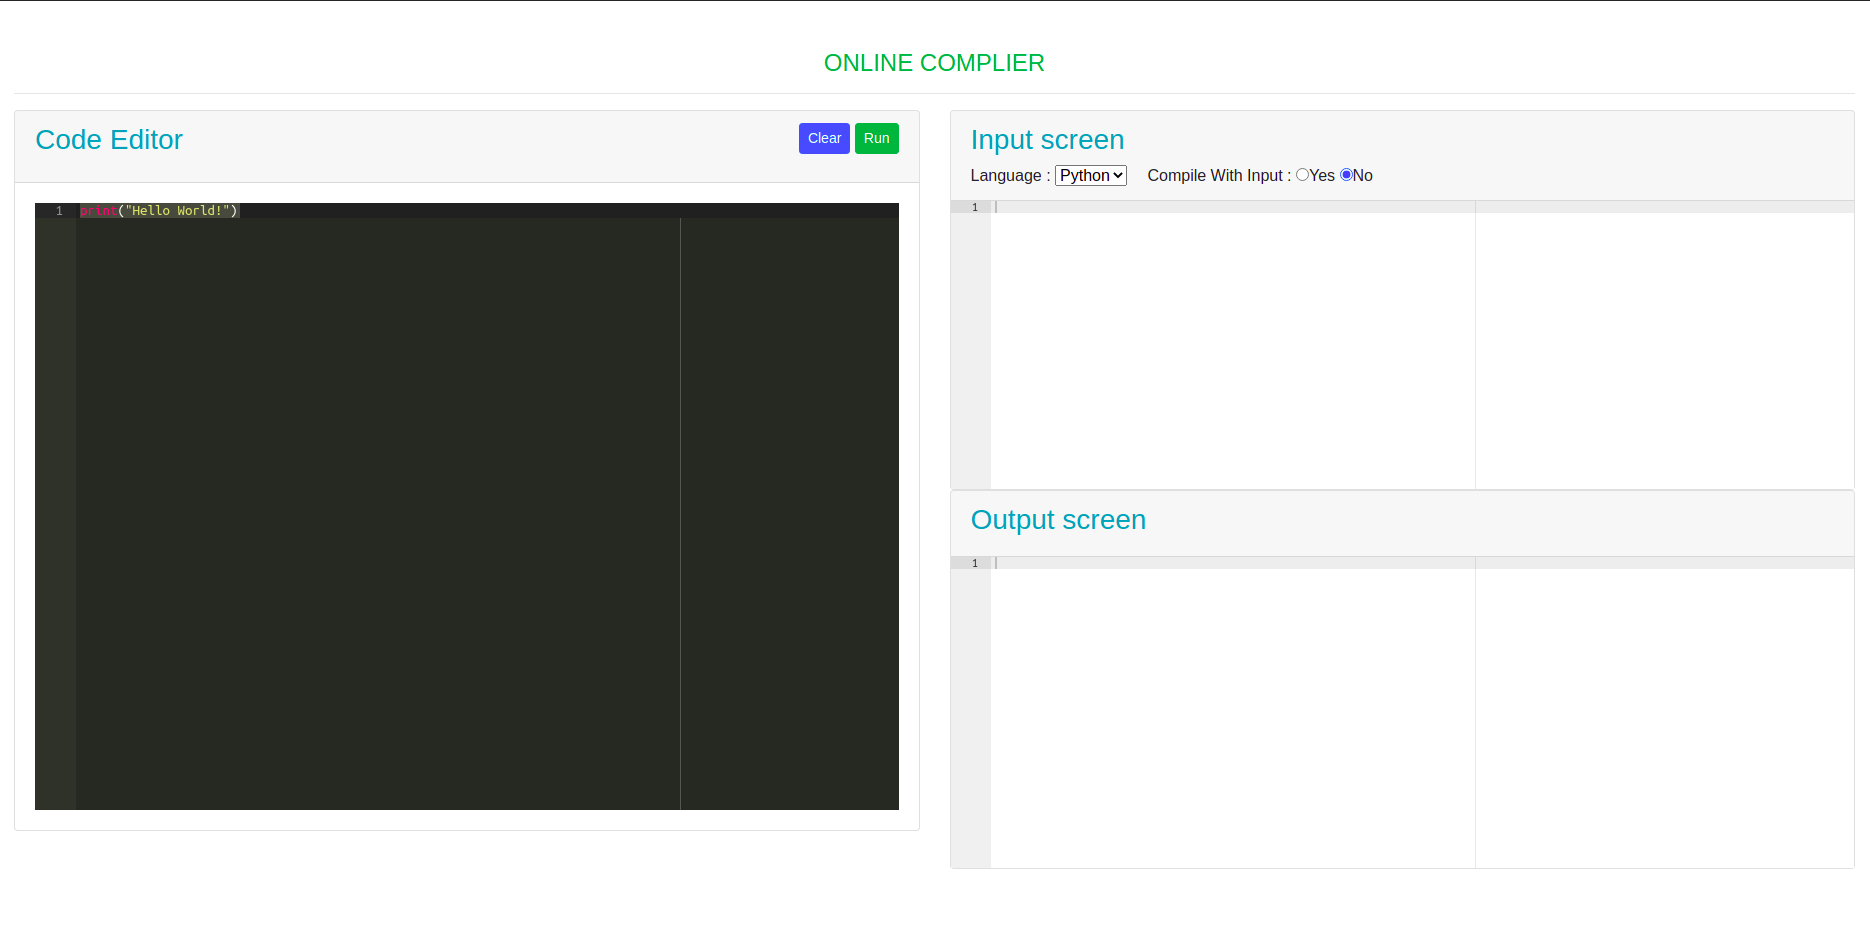 ONLINE COMPLIER
Code Editor
Clear Run
1 print("Hello World!")
Input screen
Language : Python Compile With Input : Yes No
1
Output screen
1